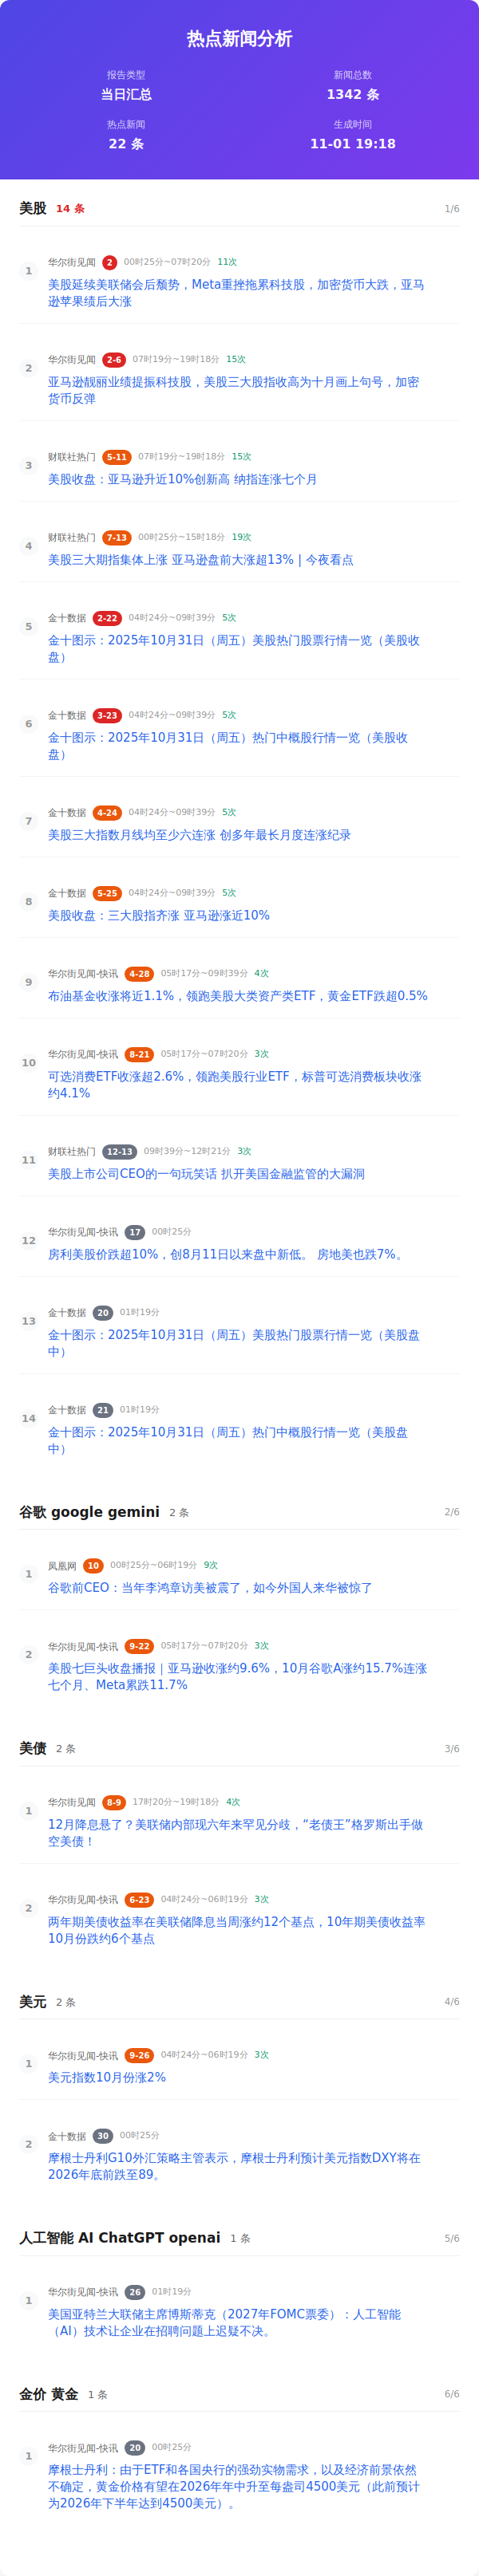 热点新闻分析
报告类型
当日汇总
新闻总数
1342 条
热点新闻
22 条
生成时间
11-01 19:18
美股 14 条 1/6
1 华尔街见闻 2 00时25分~07时20分 11次
美股延续美联储会后颓势，Meta重挫拖累科技股，加密货币大跌，亚马
逊苹果绩后大涨
2 华尔街见闻 2-6 07时19分~19时18分 15次
亚马逊靓丽业绩提振科技股，美股三大股指收高为十月画上句号，加密
货币反弹
3 财联社热门 5-11 07时19分~19时18分 15次
美股收盘：亚马逊升近10%创新高 纳指连涨七个月
4 财联社热门 7-13 00时25分~15时18分 19次
美股三大期指集体上涨 亚马逊盘前大涨超13% | 今夜看点
5 金十数据 2-22 04时24分~09时39分 5次
金十图示：2025年10月31日（周五）美股热门股票行情一览（美股收
盘）
6 金十数据 3-23 04时24分~09时39分 5次
金十图示：2025年10月31日（周五）热门中概股行情一览（美股收
盘）
7 金十数据 4-24 04时24分~09时39分 5次
美股三大指数月线均至少六连涨 创多年最长月度连涨纪录
8 金十数据 5-25 04时24分~09时39分 5次
美股收盘：三大股指齐涨 亚马逊涨近10%
9 华尔街见闻-快讯 4-28 05时17分~09时39分 4次
布油基金收涨将近1.1%，领跑美股大类资产类ETF，黄金ETF跌超0.5%
10 华尔街见闻-快讯 8-21 05时17分~07时20分 3次
可选消费ETF收涨超2.6%，领跑美股行业ETF，标普可选消费板块收涨
约4.1%
11 财联社热门 12-13 09时39分~12时21分 3次
美股上市公司CEO的一句玩笑话 扒开美国金融监管的大漏洞
12 华尔街见闻-快讯 17 00时25分
房利美股价跌超10%，创8月11日以来盘中新低。 房地美也跌7%。
13 金十数据 20 01时19分
金十图示：2025年10月31日（周五）美股热门股票行情一览（美股盘
中）
14 金十数据 21 01时19分
金十图示：2025年10月31日（周五）热门中概股行情一览（美股盘
中）
谷歌 google gemini 2 条 2/6
1 凤凰网 10 00时25分~06时19分 9次
谷歌前CEO：当年李鸿章访美被震了，如今外国人来华被惊了
2 华尔街见闻-快讯 9-22 05时17分~07时20分 3次
美股七巨头收盘播报｜亚马逊收涨约9.6%，10月谷歌A涨约15.7%连涨
七个月、Meta累跌11.7%
美债 2 条 3/6
1 华尔街见闻 8-9 17时20分~19时18分 4次
12月降息悬了？美联储内部现六年来罕见分歧，“老债王”格罗斯出手做
空美债！
2 华尔街见闻-快讯 6-23 04时24分~06时19分 3次
两年期美债收益率在美联储降息当周涨约12个基点，10年期美债收益率
10月份跌约6个基点
美元 2 条 4/6
1 华尔街见闻-快讯 9-26 04时24分~06时19分 3次
美元指数10月份涨2%
2 金十数据 30 00时25分
摩根士丹利G10外汇策略主管表示，摩根士丹利预计美元指数DXY将在
2026年底前跌至89。
人工智能 AI ChatGPT openai 1 条 5/6
1 华尔街见闻-快讯 26 01时19分
美国亚特兰大联储主席博斯蒂克（2027年FOMC票委）：人工智能
（AI）技术让企业在招聘问题上迟疑不决。
金价 黄金 1 条 6/6
1 华尔街见闻-快讯 20 00时25分
摩根士丹利：由于ETF和各国央行的强劲实物需求，以及经济前景依然
不确定，黄金价格有望在2026年年中升至每盎司4500美元（此前预计
为2026年下半年达到4500美元）。